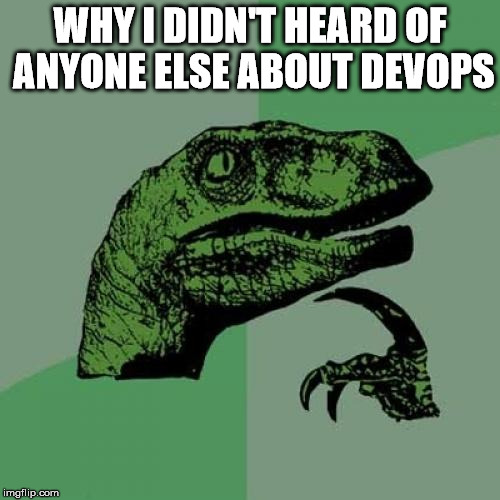 WHY I DIDN'T HEARD OF
ANYONE ELSE ABOUT DEVOPS
imgflip.com